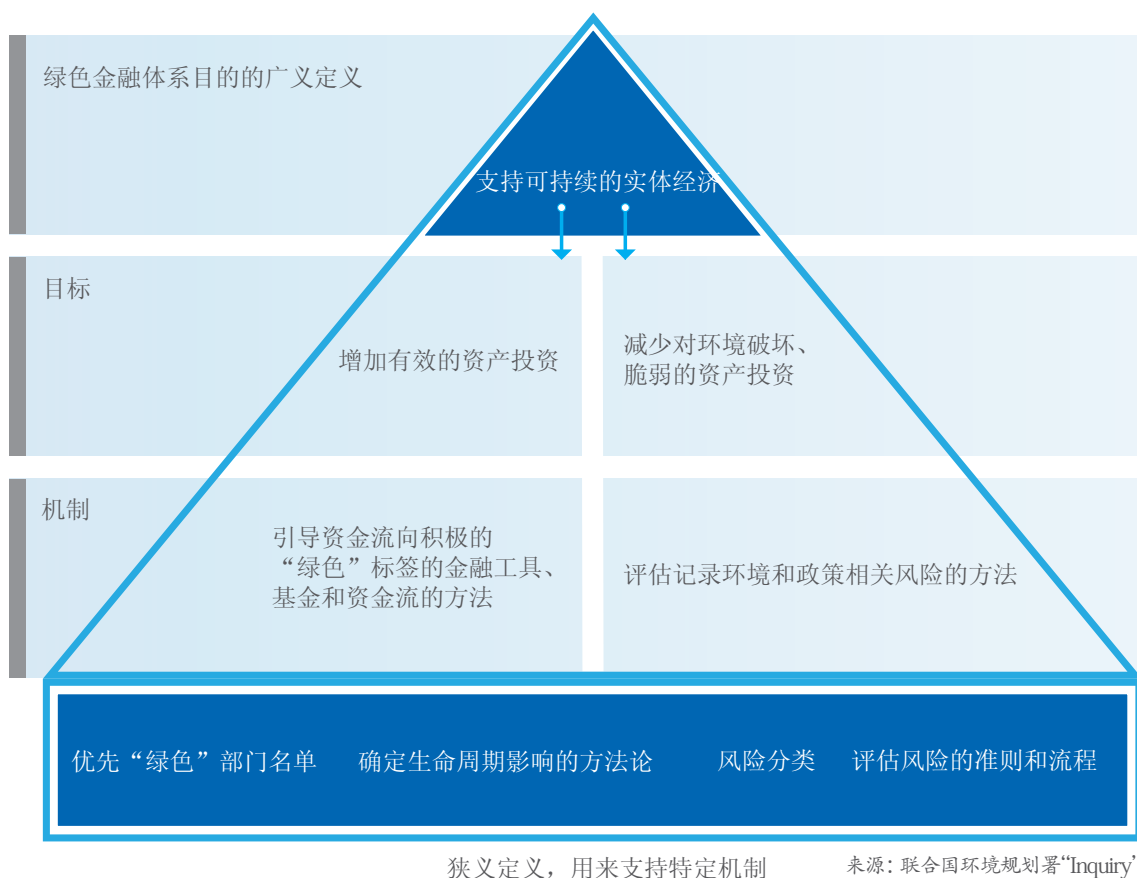 绿色金融体系目的的广义定义
支持可持续的实体经济
目标
增加有效的资产投资
减少对环境破坏、
脆弱的资产投资
机制
引导资金流向积极的
“绿色”标签的金融工具、
基金和资金流的方法
评估记录环境和政策相关风险的方法
优先“绿色”部门名单 确定生命周期影响的方法论 风险分类 评估风险的准则和流程
狭义定义，用来支持特定机制
来源：联合国环境规划署“Inquiry’